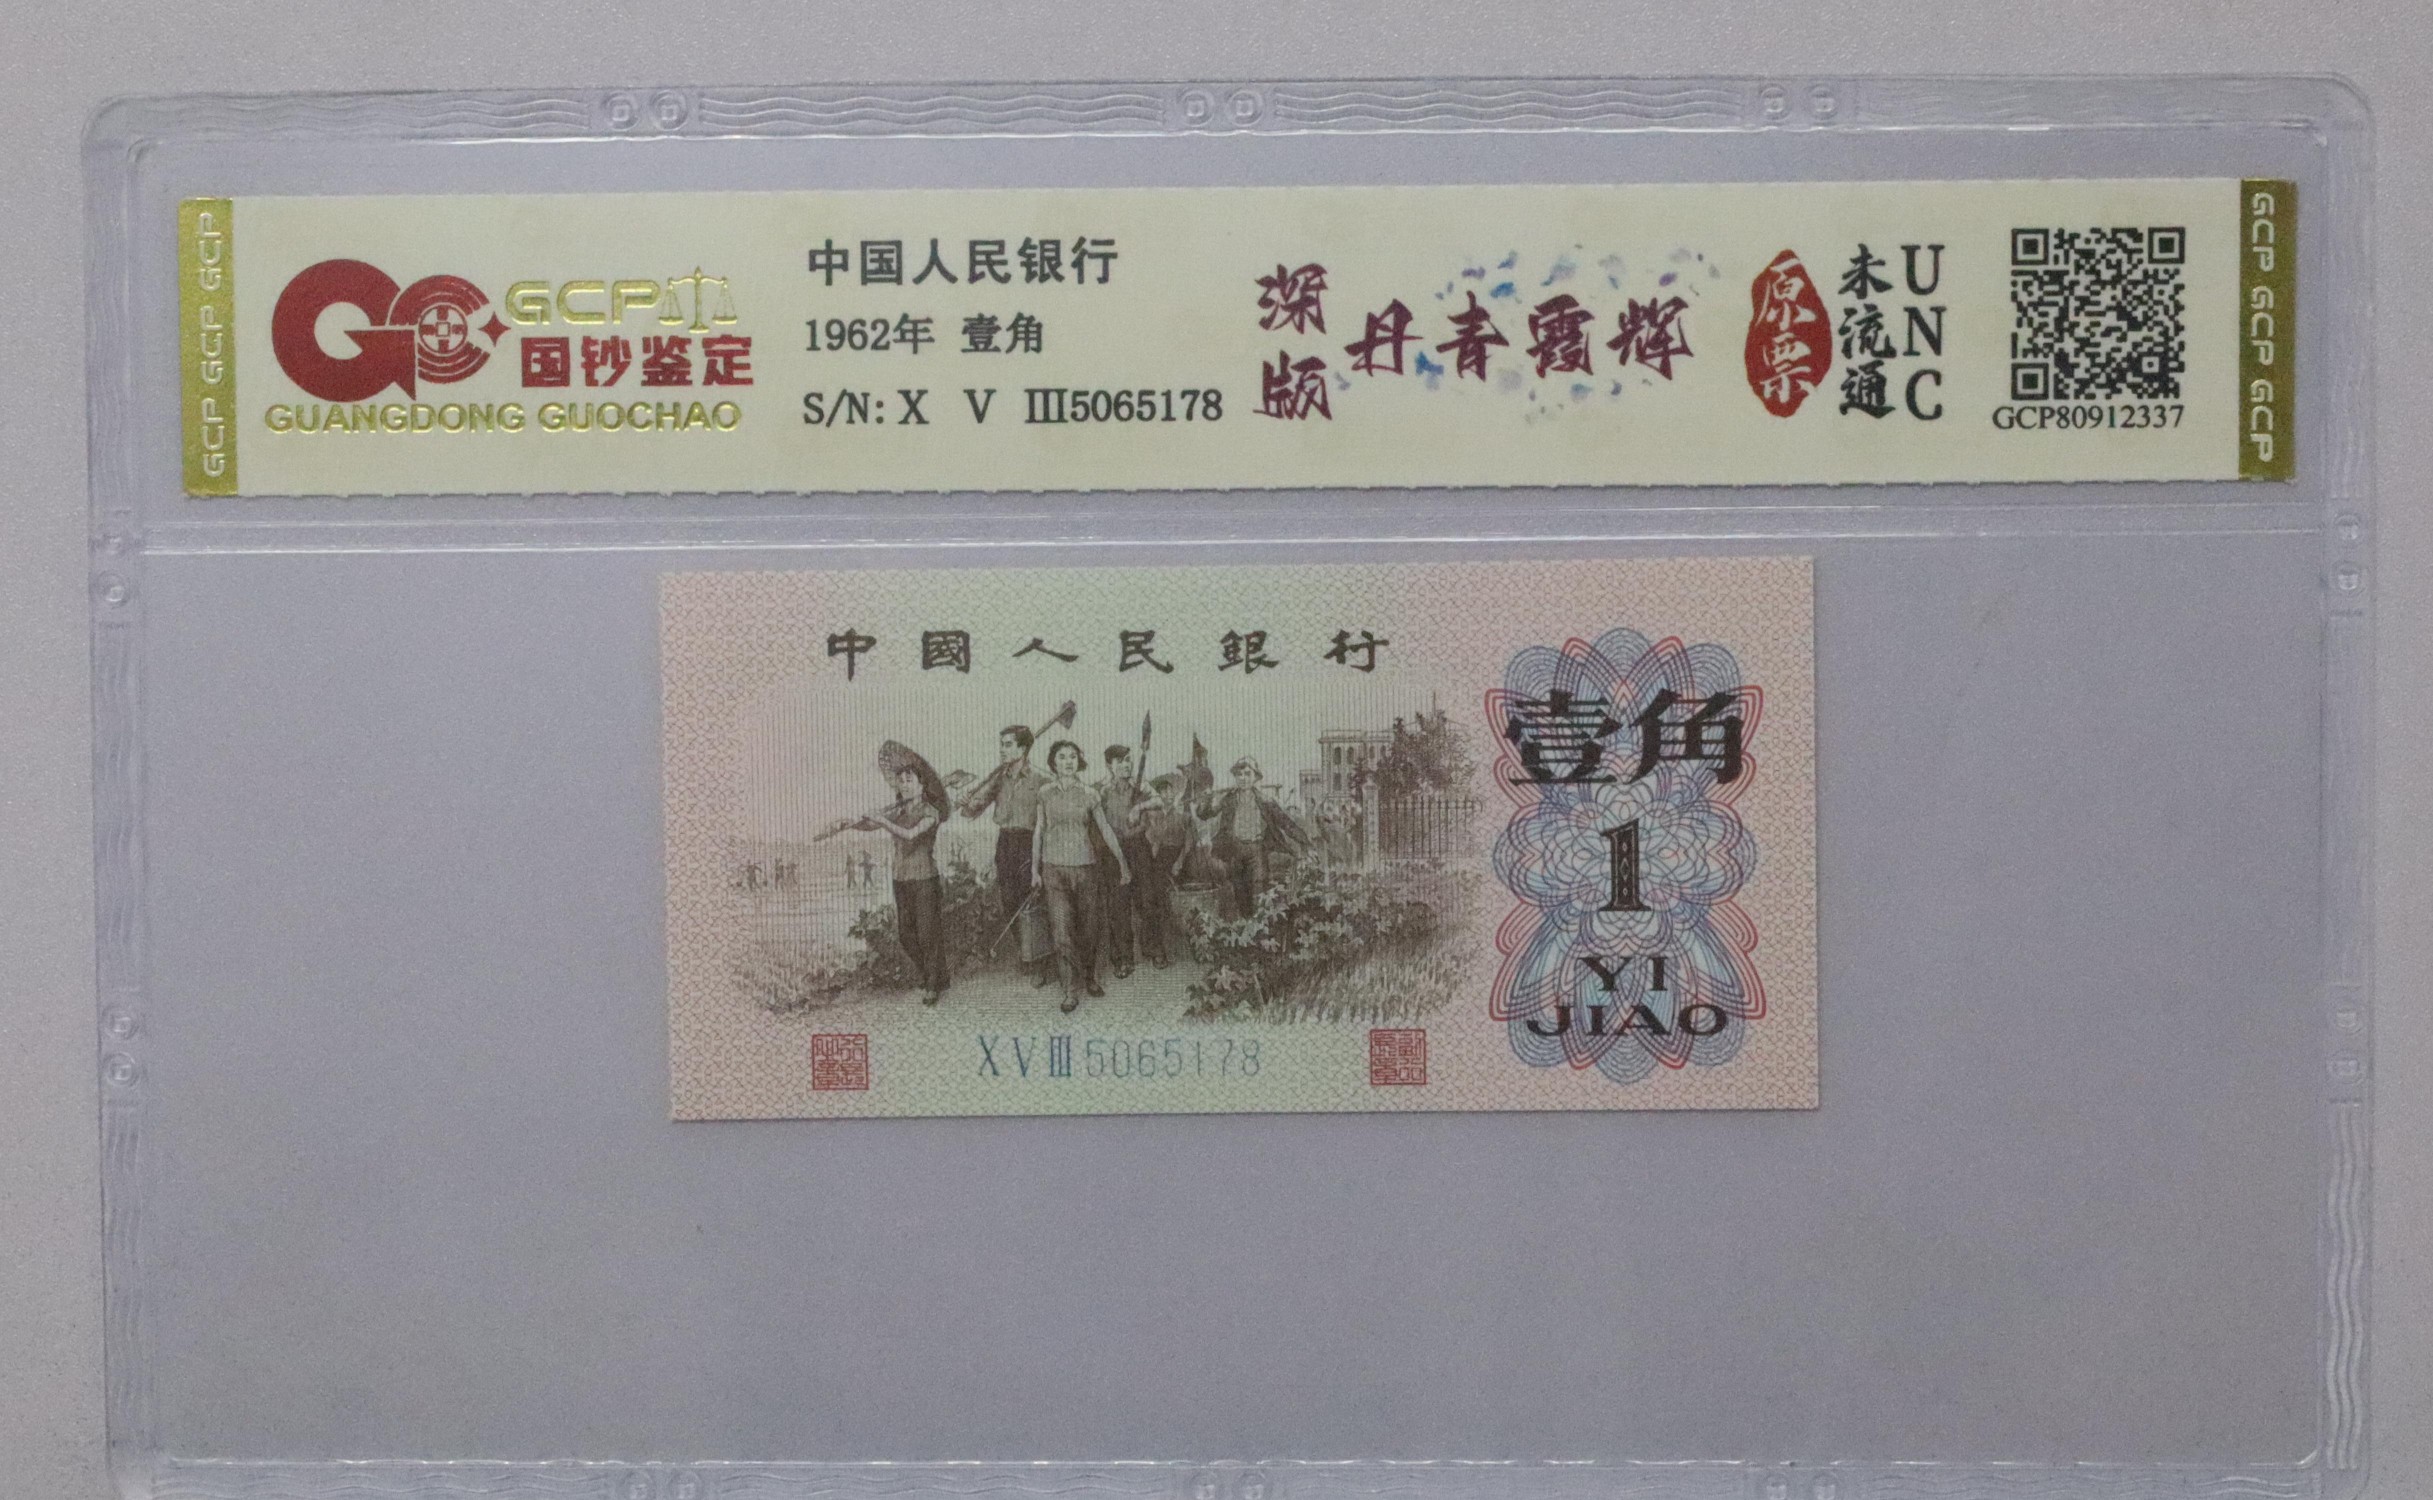 GCP GCP GCP
GCP
国钞鉴定
GUANGDONG GUOCHAO
中国人民银行
1962年 壹角
S/N: X V Ⅲ5065178
深版
丹青霞辉
原票
未流通
UNC
GCP80912337
GCP GCP GCP
中國人民銀行
壹角
1
YI
JIAO
X V Ⅲ 5065178